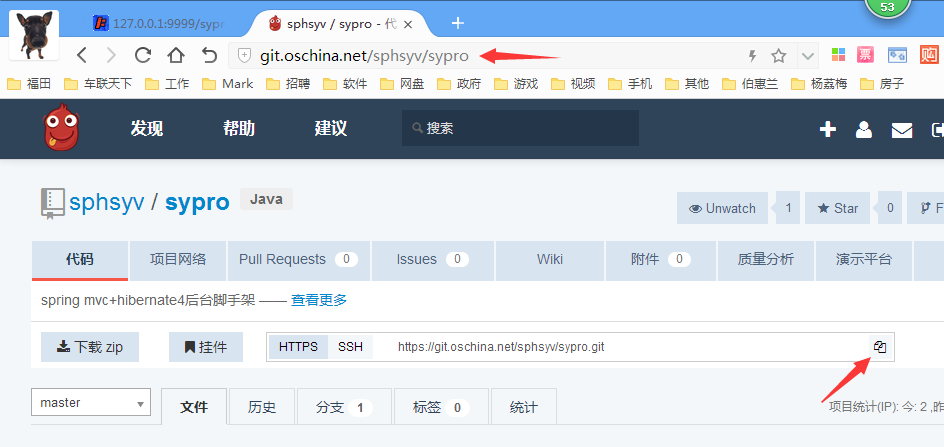 53
127.0.0.1:9999/sypr
sphsyv / sypro - 代
git.oschina.net/sphsyv/sypro
票 购
福田 车联天下 工作 Mark 招聘 软件 网盘 政府 游戏 视频 手机 其他 伯惠兰 杨荔梅 房子
发现 帮助 建议 搜索
sphsyv / sypro Java
Unwatch 1 Star 0 F
代码 项目网络 Pull Requests 0 Issues 0 Wiki 附件 0 质量分析 演示平台
spring mvc+hibernate4后台脚手架 —— 查看更多
下载 zip 挂件 HTTPS SSH https://git.oschina.net/sphsyv/sypro.git
master 文件 历史 分支 1 标签 0 统计 项目统计(IP): 今: 2 ,昨